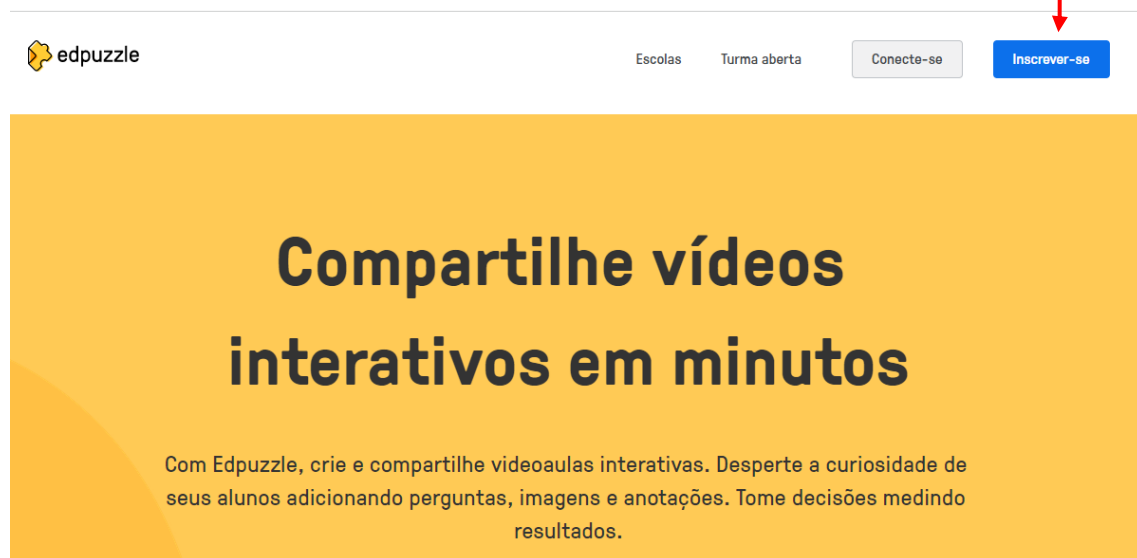 edpuzzle
Escolas Turma aberta Conecte-se Inscrever-se
Compartilhe vídeos
interativos em minutos
Com Edpuzzle, crie e compartilhe videoaulas interativas. Desperte a curiosidade de
seus alunos adicionando perguntas, imagens e anotações. Tome decisões medindo
resultados.